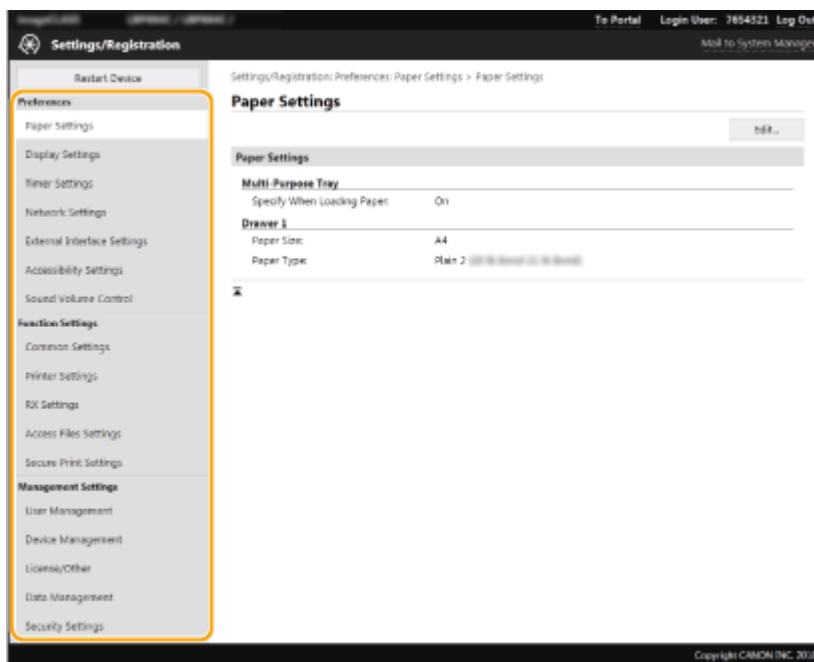 To Portal Login User: 7654321 Log Out
Settings/Registration
Mail to System Manager
Restart Device
Preferences
Paper Settings
Display Settings
Timer Settings
Network Settings
External Interface Settings
Accessibility Settings
Sound Volume Control
Function Settings
Common Settings
Printer Settings
RX Settings
Access Files Settings
Secure Print Settings
Management Settings
User Management
Device Management
License/Other
Data Management
Security Settings
Settings/Registration: Preferences: Paper Settings > Paper Settings
Paper Settings
Edit...
Paper Settings
Multi-Purpose Tray
Specify When Loading Paper: On
Drawer 1
Paper Size: A4
Paper Type: Plain 2
Copyright CANON INC.